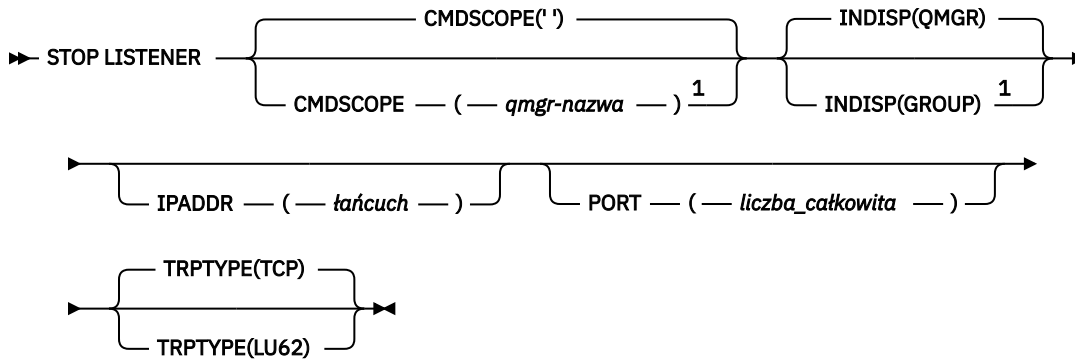 CMDSCOPE(' ') INDISP(QMGR)
STOP LISTENER
CMDSCOPE ( qmgr-nazwa ) 1 INDISP(GROUP) 1
IPADDR ( łańcuch ) PORT ( liczba_całkowita )
TRPTYPE(TCP)
TRPTYPE(LU62)